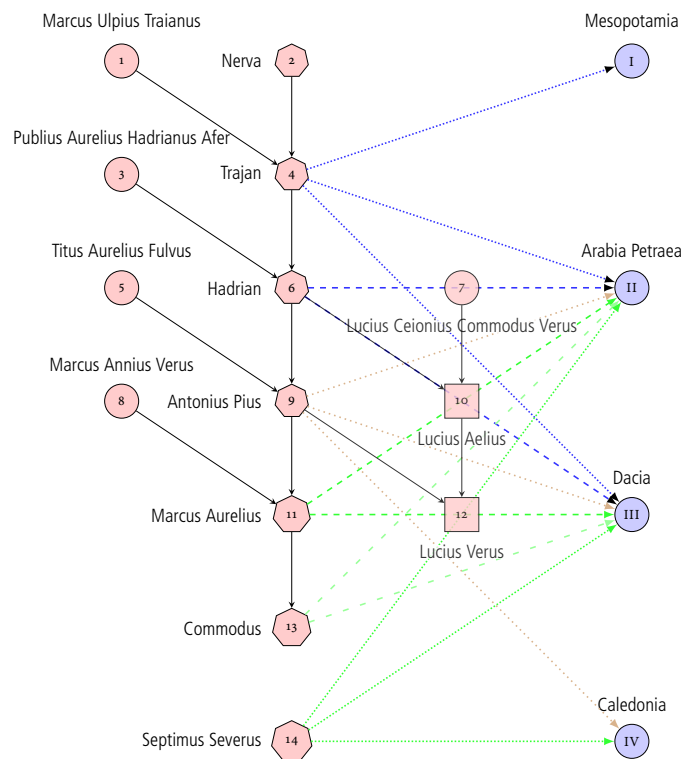 Marcus Ulpius Traianus
Mesopotamia
1
Nerva
2
I
Publius Aurelius Hadrianus Afer
3
Trajan
4
Titus Aurelius Fulvus
Arabia Petraea
5
Hadrian
6
7
II
Lucius Ceionius Commodus Verus
Marcus Annius Verus
8
Antonius Pius
9
10
Lucius Aelius
Dacia
Marcus Aurelius
11
12
III
Lucius Verus
Commodus
13
Caledonia
Septimus Severus
14
IV